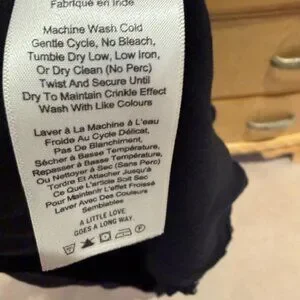 Fabriqué en Inde
Machine Wash Cold
Gentle Cycle, No Bleach,
Tumble Dry Low, Low Iron,
Or Dry Clean (No Perc)
Twist And Secure Until
Dry To Maintain Crinkle Effect
Wash With Like Colours
Laver à La Machine à L'eau
Froide Au Cycle Délicat,
Pas De Blanchiment,
Sècher à Basse Température,
Repasser à Basse Température,
Ou Nettoyer à Sec (Sans Perc)
Tordre Et Attacher Jusqu'à
Ce Que L'article Soit Sec
Pour Maintenir L'effet Froissé
Laver Avec Des Couleurs
Semblables
A LITTLE LOVE
GOES A LONG WAY.